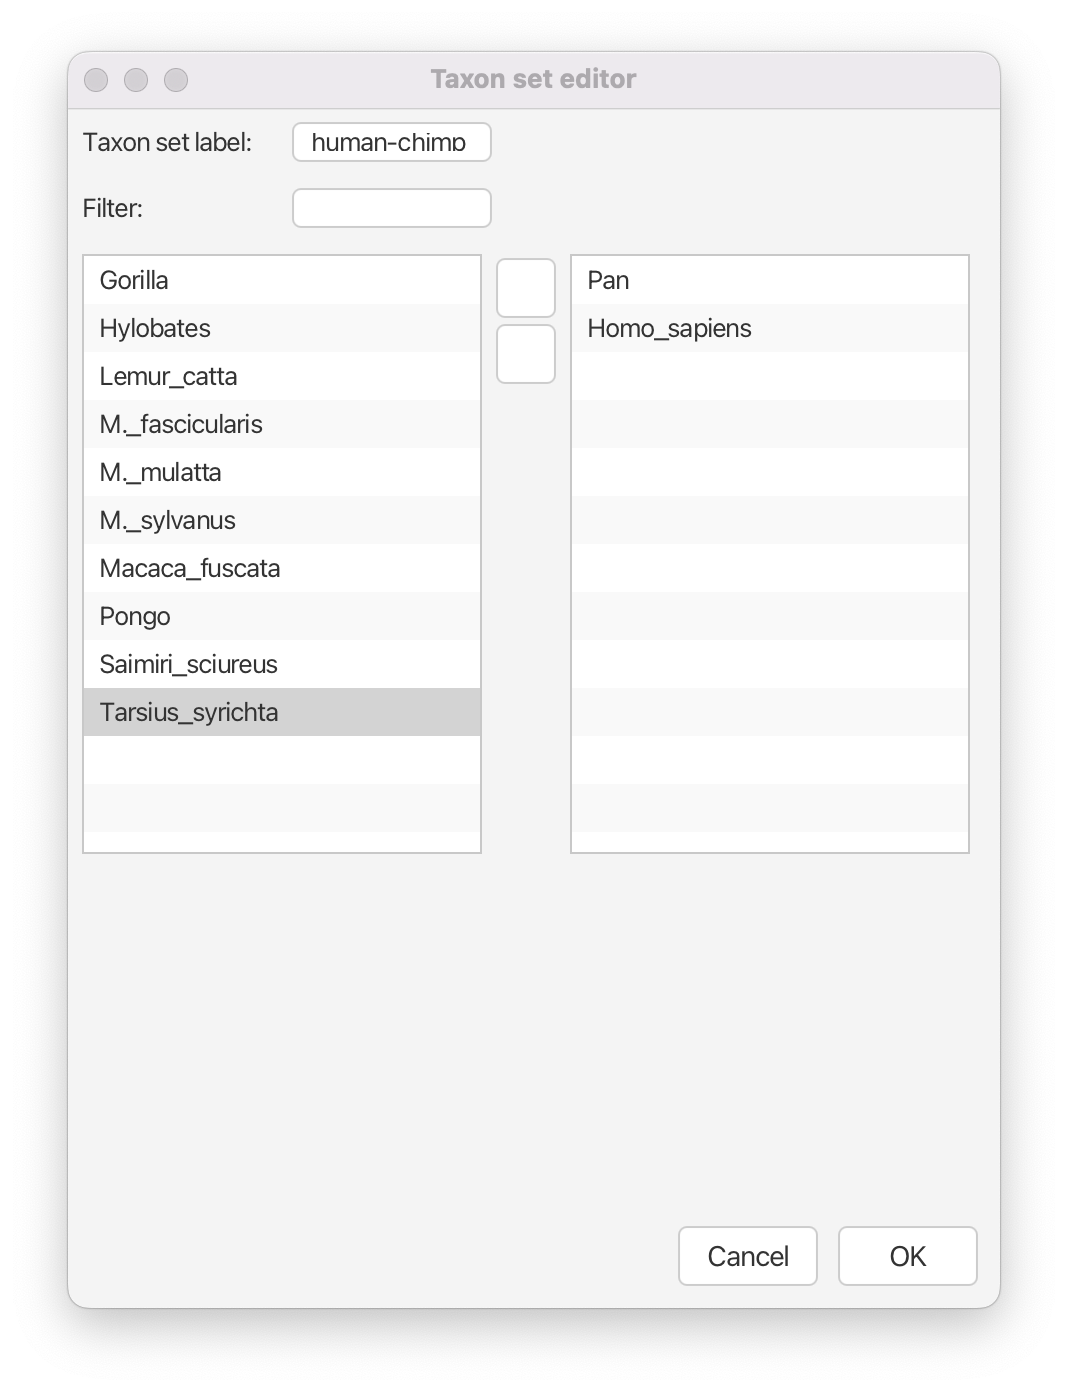 Taxon set editor
Taxon set label: human-chimp
Filter:
Gorilla
Hylobates
Lemur_catta
M._fascicularis
M._mulatta
M._sylvanus
Macaca_fuscata
Pongo
Saimiri_sciureus
Tarsius_syrichta
Pan
Homo_sapiens
Cancel OK